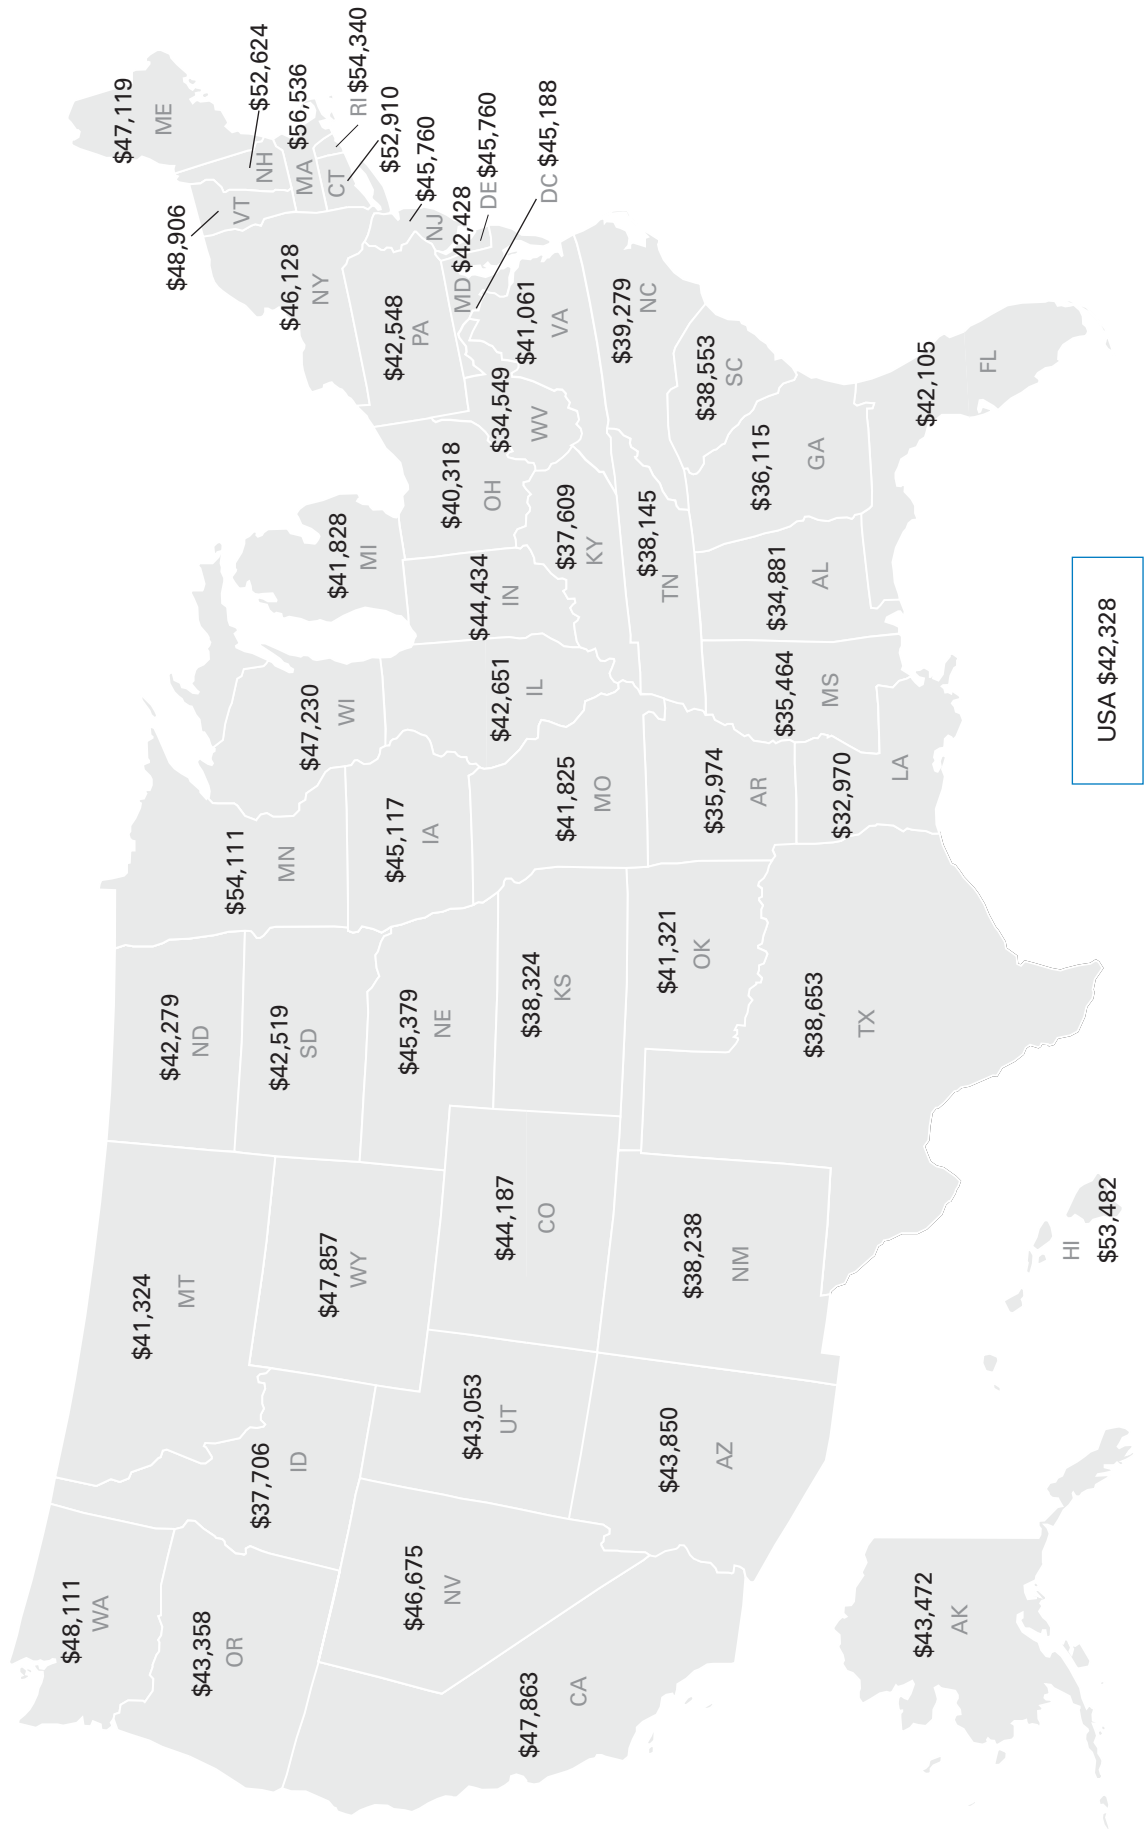 $48,111
WA
$43,358
OR
$47,863
CA
$46,675
NV
$37,706
ID
$41,324
MT
$47,857
WY
$43,053
UT
$43,850
AZ
$44,187
CO
$38,238
NM
$42,279
ND
$42,519
SD
$45,379
NE
$38,324
KS
$41,321
OK
$38,653
TX
$54,111
MN
$45,117
IA
$41,825
MO
$35,974
AR
$32,970
LA
$47,230
WI
$42,651
IL
$35,464
MS
$41,828
MI
$44,434
IN
$37,609
KY
$38,145
TN
$34,881
AL
$40,318
OH
$34,549
WV
$36,115
GA
$42,105
FL
$38,553
SC
$39,279
NC
$41,061
VA
$42,548
PA
$46,128
NY
$48,906
VT
$47,119
ME
$52,624
NH
$56,536
MA
RI $54,340
$52,910
CT
$45,760
NJ
MD $42,428
DE $45,760
DC $45,188
$43,472
AK
HI
$53,482
USA $42,328